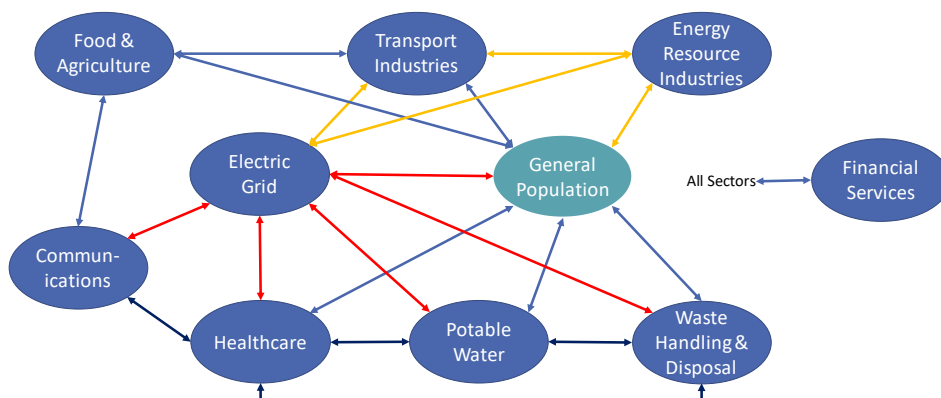 Food &
Agriculture
Transport
Industries
Energy
Resource
Industries
Electric
Grid
General
Population
All Sectors
Financial
Services
Commun-
ications
Healthcare
Potable
Water
Waste
Handling &
Disposal